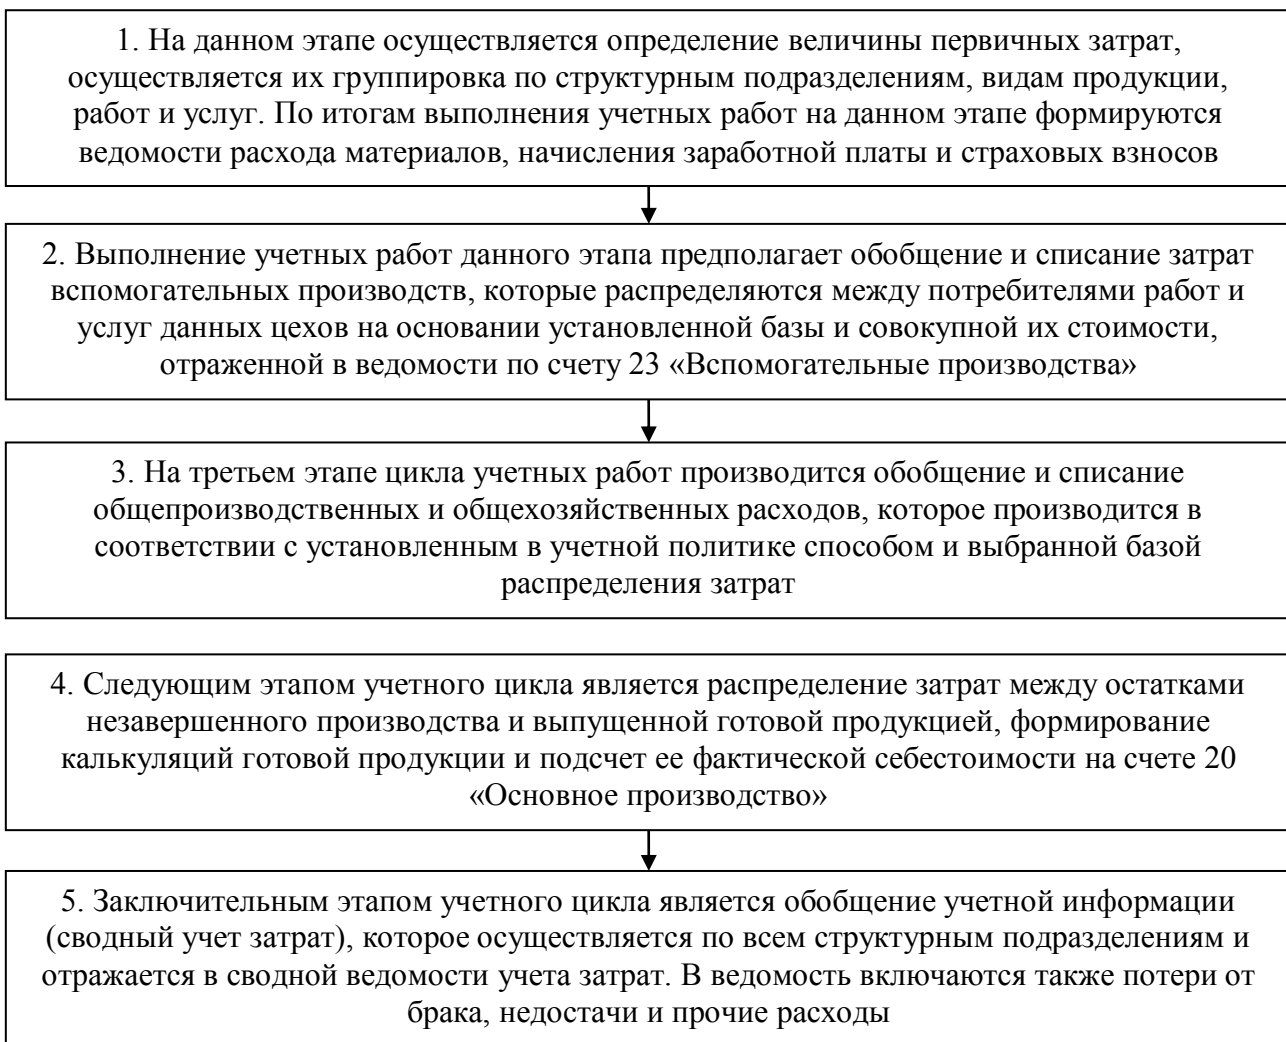 1. На данном этапе осуществляется определение величины первичных затрат,
осуществляется их группировка по структурным подразделениям, видам продукции,
работ и услуг. По итогам выполнения учетных работ на данном этапе формируются
ведомости расхода материалов, начисления заработной платы и страховых взносов
2. Выполнение учетных работ данного этапа предполагает обобщение и списание затрат
вспомогательных производств, которые распределяются между потребителями работ и
услуг данных цехов на основании установленной базы и совокупной их стоимости,
отраженной в ведомости по счету 23 «Вспомогательные производства»
3. На третьем этапе цикла учетных работ производится обобщение и списание
общепроизводственных и общехозяйственных расходов, которое производится в
соответствии с установленным в учетной политике способом и выбранной базой
распределения затрат
4. Следующим этапом учетного цикла является распределение затрат между остатками
незавершенного производства и выпущенной готовой продукцией, формирование
калькуляций готовой продукции и подсчет ее фактической себестоимости на счете 20
«Основное производство»
5. Заключительным этапом учетного цикла является обобщение учетной информации
(сводный учет затрат), которое осуществляется по всем структурным подразделениям и
отражается в сводной ведомости учета затрат. В ведомость включаются также потери от
брака, недостачи и прочие расходы